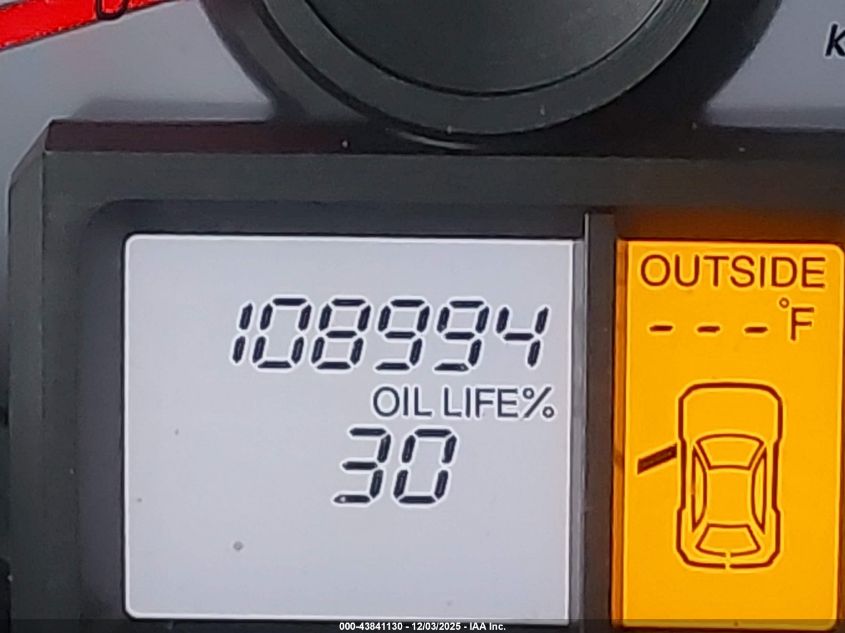 K
108994
OIL LIFE%
30
OUTSIDE
---°F
000-43841130 - 12/03/2025 - IAA Inc.